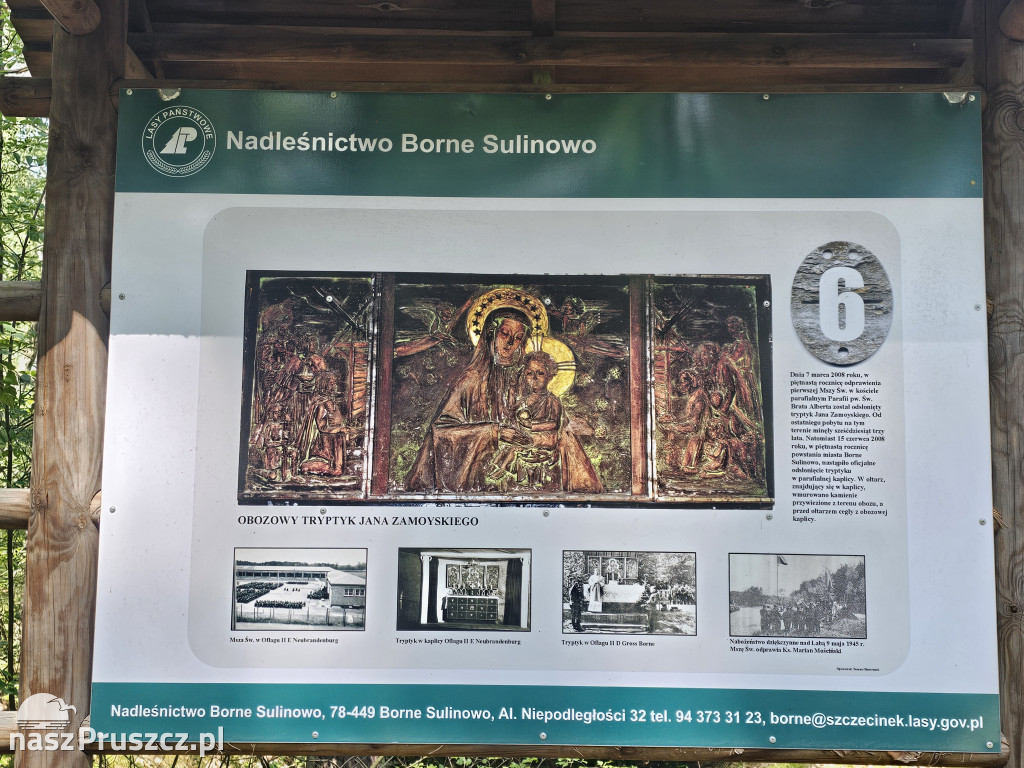 LASY PAŃSTWOWE
Nadleśnictwo Borne Sulinowo
6
Dnia 7 marca 2008 roku, w
piętnastą rocznicę odprawienia
pierwszej Mszy Św. w kościele
parafialnym Parafii pw. Św.
Brata Alberta został odsłonięty
tryptyk Jana Zamoyskiego. Od
ostatniego pobytu na tym
terenie minęły sześćdziesiąt trzy
lata. Natomiast 15 czerwca 2008
roku, w piętnastą rocznicę
powstania miasta Borne
Sulinowo, nastąpiło oficjalne
odsłonięcie tryptyku
w parafialnej kaplicy. W ołtarz,
znajdujący się w kaplicy,
wmurowano kamienie
przywiezione z terenu obozu, a
przed ołtarzem cegły z obozowej
kaplicy.
OBOZOWY TRYPTYK JANA ZAMOYSKIEGO
Msza Św. w Oflagu II E Neubrandenburg
Tryptyk w kaplicy Oflagu II E Neubrandenburg
Tryptyk w Oflagu II D Gross Borne
Nabożeństwo dziękczynne nad Łabą 9 maja 1945 r.
Mszę Św. odprawia Ks. Marian Mościński.
Nadleśnictwo Borne Sulinowo, 78-449 Borne Sulinowo, Al. Niepodległości 32 tel. 94 373 31 23, borne@szczecinek.lasy.gov.pl
naszPruszcz.pl